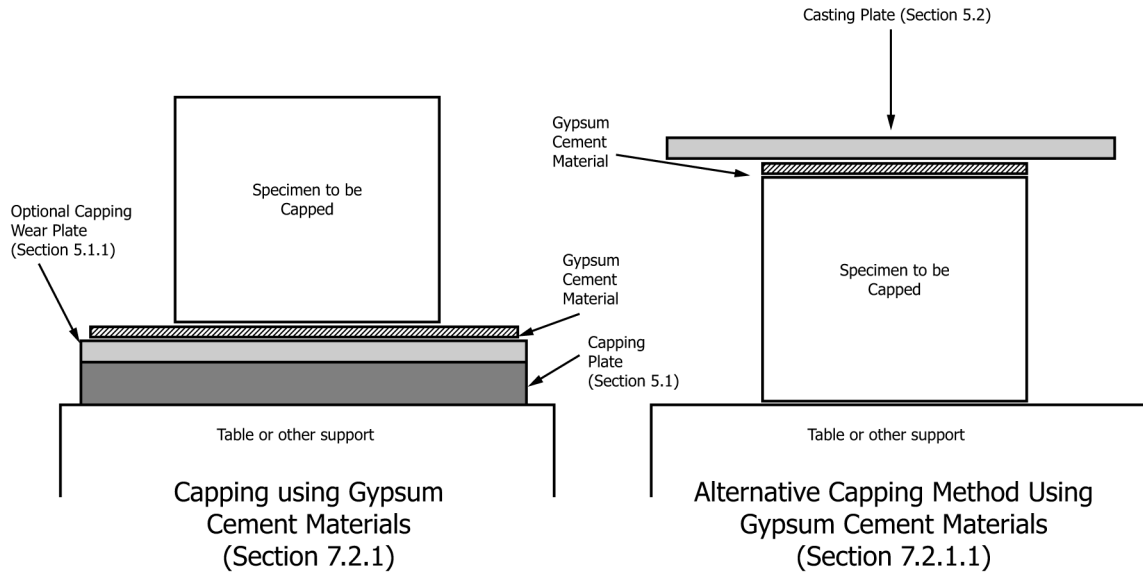 Casting Plate (Section 5.2)
Gypsum
Cement
Material
Specimen to be
Capped
Optional Capping
Wear Plate
(Section 5.1.1)
Gypsum
Cement
Material
Specimen to be
Capped
Capping
Plate
(Section 5.1)
Table or other support
Table or other support
Capping using Gypsum
Cement Materials
(Section 7.2.1)
Alternative Capping Method Using
Gypsum Cement Materials
(Section 7.2.1.1)